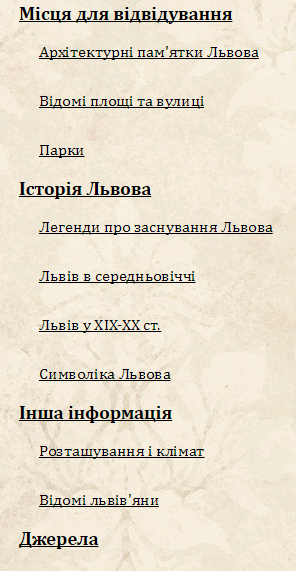 Місця для відвідування
Архітектурні пам'ятки Львова
Відомі площі та вулиці
Парки
Історія Львова
Легенди про заснування Львова
Львів в середньовіччі
Львів у XIX-XX ст.
Символіка Львова
Інша інформація
Розташування і клімат
Відомі львів'яни
Джерела